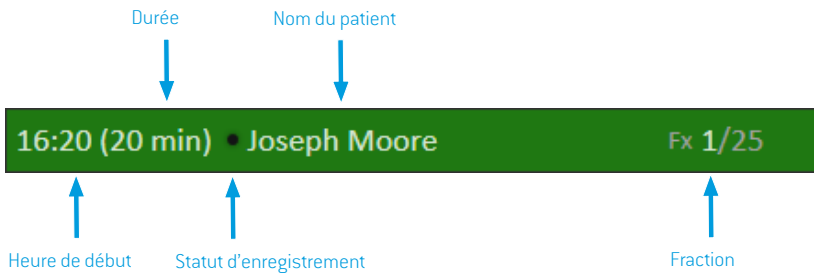 Durée Nom du patient
16:20 (20 min) • Joseph Moore Fx 1/25
Heure de début Statut d'enregistrement Fraction